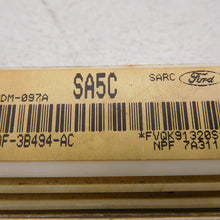 DM-097A SA5C SARC Ford
F-3B494-AC *FVQK91320S
NPF 7A311